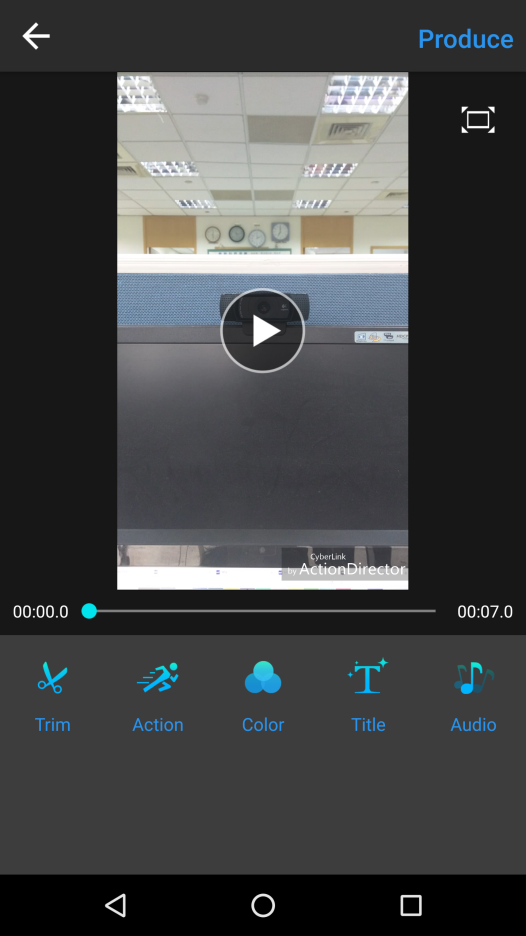 Produce
CyberLink
by ActionDirector
00:00.0
00:07.0
Trim
Action
Color
Title
Audio